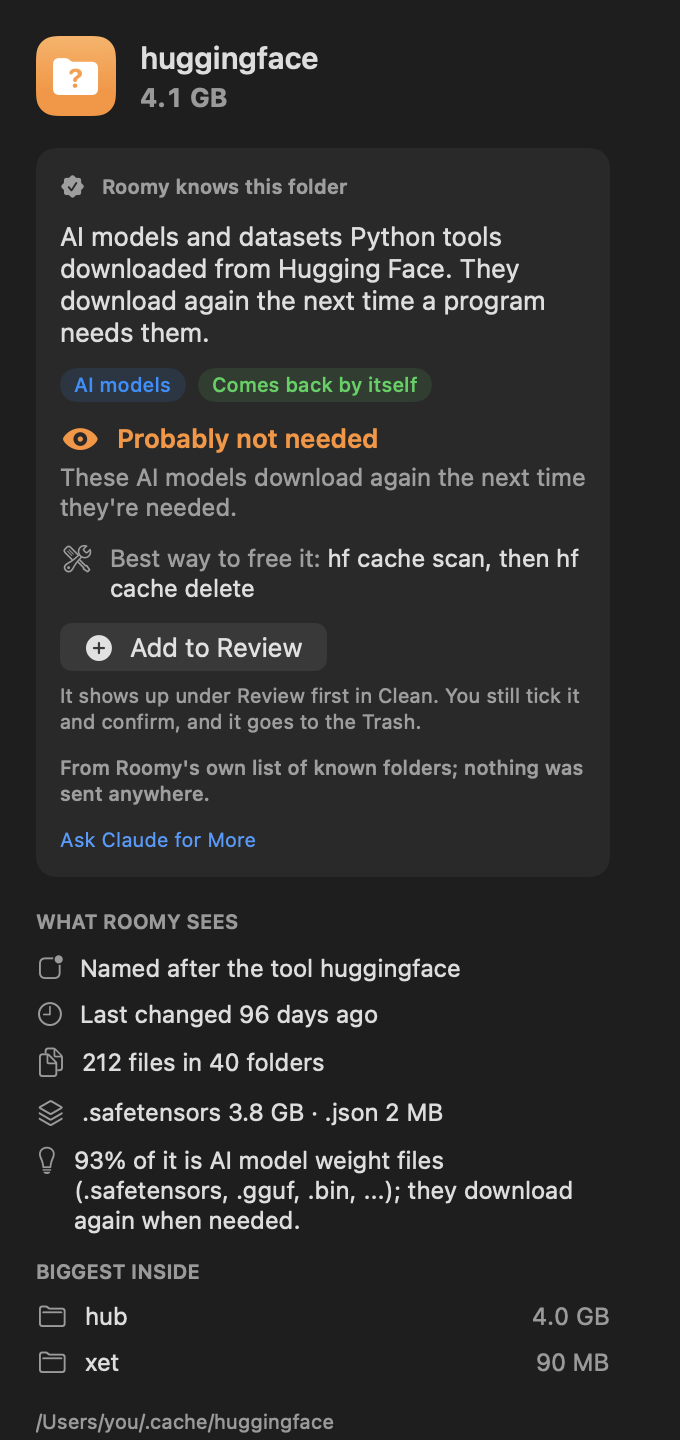 huggingface
4.1 GB
Roomy knows this folder
AI models and datasets Python tools
downloaded from Hugging Face. They
download again the next time a program
needs them.
AI models
Comes back by itself
Probably not needed
These AI models download again the next time
they're needed.
Best way to free it: hf cache scan, then hf
cache delete
Add to Review
It shows up under Review first in Clean. You still tick it
and confirm, and it goes to the Trash.
From Roomy's own list of known folders; nothing was
sent anywhere.
Ask Claude for More
WHAT ROOMY SEES
Named after the tool huggingface
Last changed 96 days ago
212 files in 40 folders
.safetensors 3.8 GB · .json 2 MB
93% of it is AI model weight files
(.safetensors, .gguf, .bin, ...); they download
again when needed.
BIGGEST INSIDE
hub 4.0 GB
xet 90 MB
/Users/you/.cache/huggingface